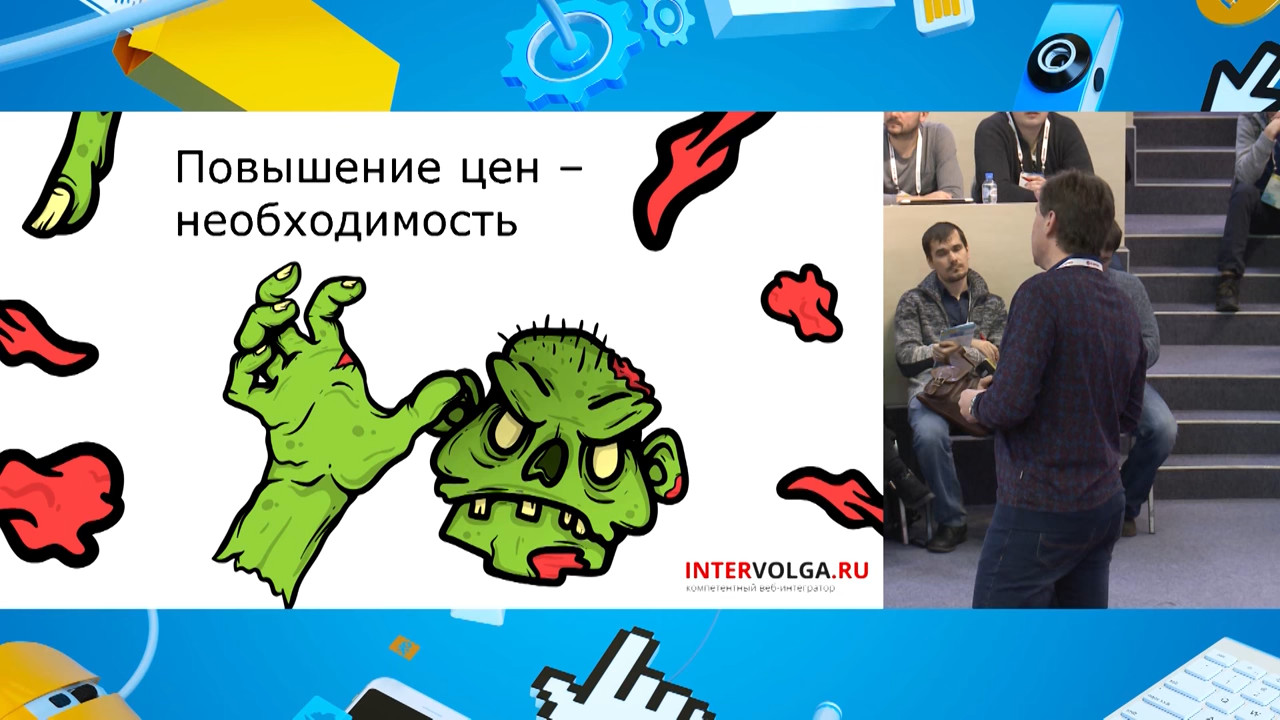 Повышение цен –
необходимость
INTERVOLGA.RU
компетентный веб-интегратор